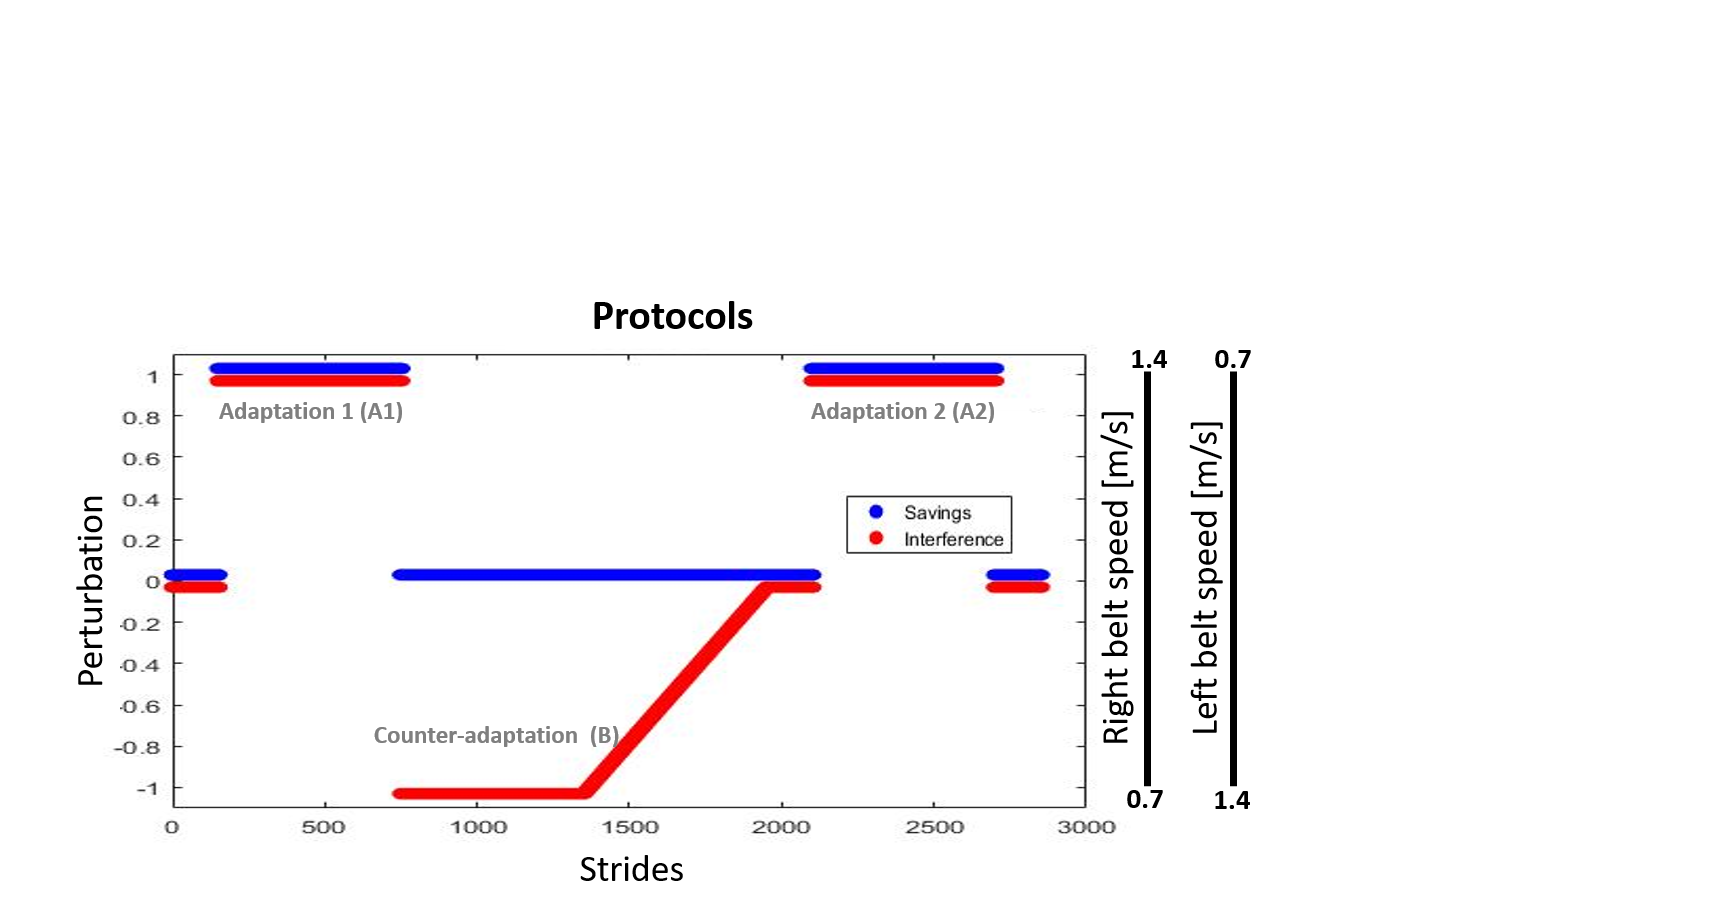 Protocols
1
0.8
0.6
0.4
0.2
0
-0.2
-0.4
-0.6
-0.8
-1
Perturbation
Adaptation 1 (A1)
Adaptation 2 (A2)
Savings
Interference
Counter-adaptation (B)
0 500 1000 1500 2000 2500 3000
Strides
1.4 0.7
Right belt speed [m/s]
Left belt speed [m/s]
0.7 1.4